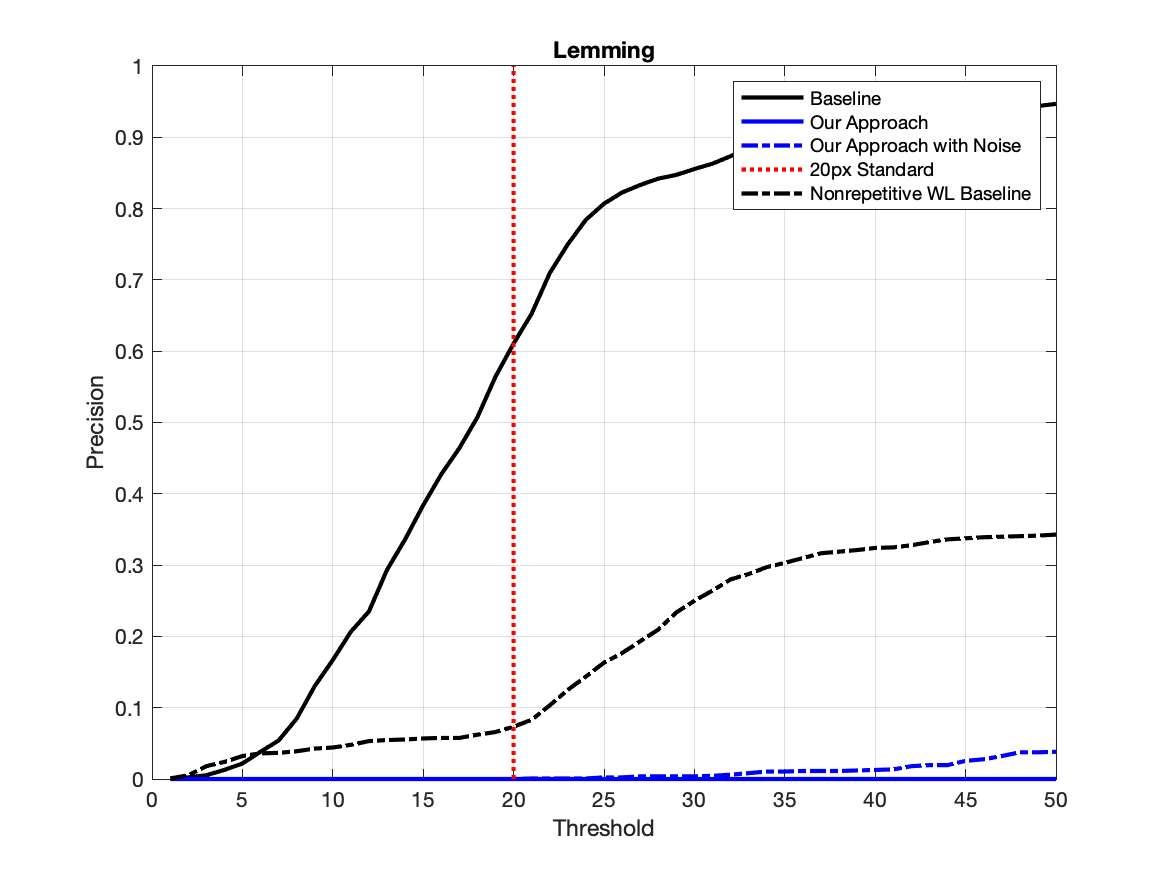 Lemming
1
0.9
0.8
0.7
0.6
0.5
0.4
0.3
0.2
0.1
0
Precision
Baseline
Our Approach
Our Approach with Noise
20px Standard
Nonrepetitive WL Baseline
0 5 10 15 20 25 30 35 40 45 50
Threshold